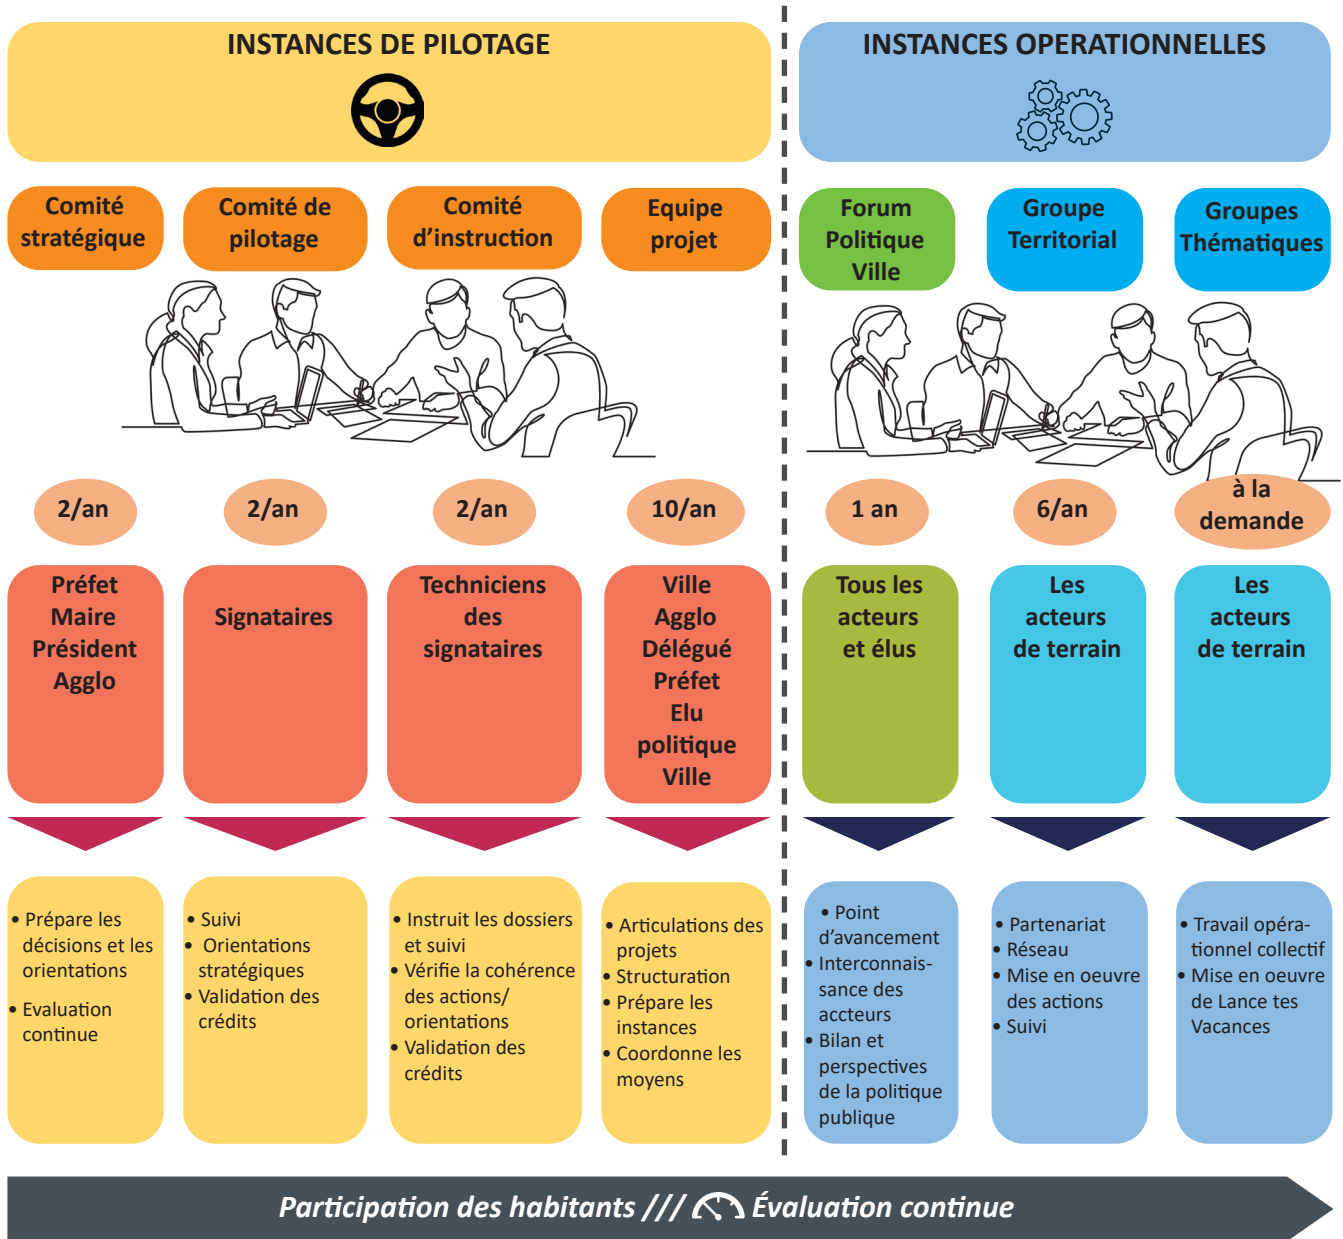 INSTANCES DE PILOTAGE
INSTANCES OPERATIONNELLES
Comité
stratégique
Comité de
pilotage
Comité
d’instruction
Equipe
projet
Forum
Politique
Ville
Groupe
Territorial
Groupes
Thématiques
2/an
2/an
2/an
10/an
1 an
6/an
à la
demande
Préfet
Maire
Président
Agglo
Signataires
Techniciens
des
signataires
Ville
Agglo
Délégué
Préfet
Elu
politique
Ville
Tous les
acteurs
et élus
Les
acteurs
de terrain
Les
acteurs
de terrain
• Prépare les
décisions et les
orientations
• Evaluation
continue
• Suivi
• Orientations
stratégiques
• Validation des
crédits
• Instruit les dossiers
et suivi
• Vérifie la cohérence
des actions/
orientations
• Validation des
crédits
• Articulations des
projets
• Structuration
• Prépare les
instances
• Coordonne les
moyens
• Point
d’avancement
• Interconnais-
sance des
accteurs
• Bilan et
perspectives
de la politique
publique
• Partenariat
• Réseau
• Mise en oeuvre
des actions
• Suivi
• Travail opéra-
tionnel collectif
• Mise en oeuvre
de Lance tes
Vacances
Participation des habitants /// Évaluation continue